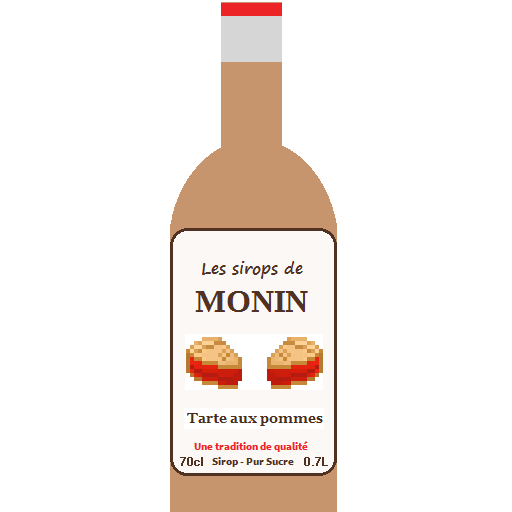 Les sirops de
MONIN
Tarte aux pommes
Une tradition de qualité
70cl Sirop - Pur Sucre 0.7L